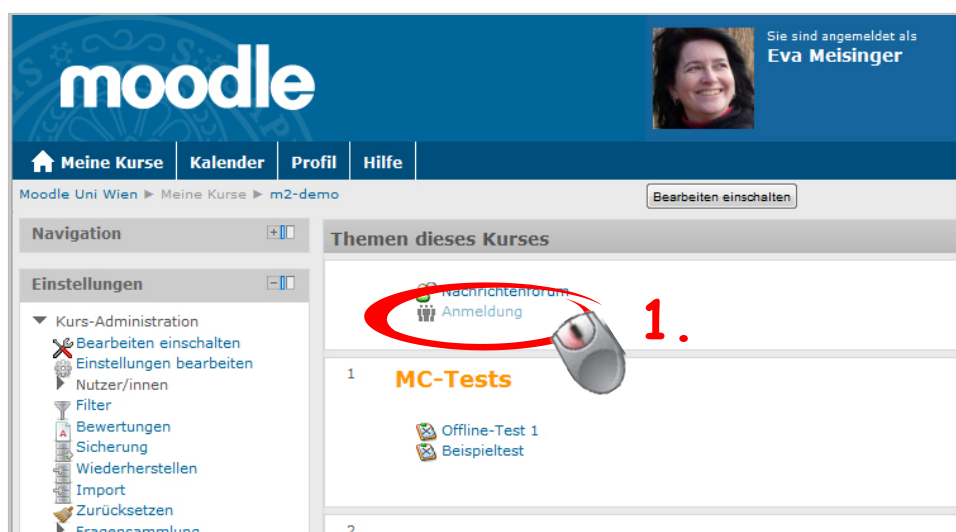 Sie sind angemeldet als
Eva Meisinger
moodle
Meine Kurse Kalender Profil Hilfe
Moodle Uni Wien ► Meine Kurse ► m2-demo
Bearbeiten einschalten
Navigation
Einstellungen
Kurs-Administration
Bearbeiten einschalten
Einstellungen bearbeiten
Nutzer/innen
Filter
Bewertungen
Sicherung
Wiederherstellen
Import
Zurücksetzen
Fragensammlung
Themen dieses Kurses
Nachrichtenforum
Anmeldung
1.
1
MC-Tests
Offline-Test 1
Beispieltest
2